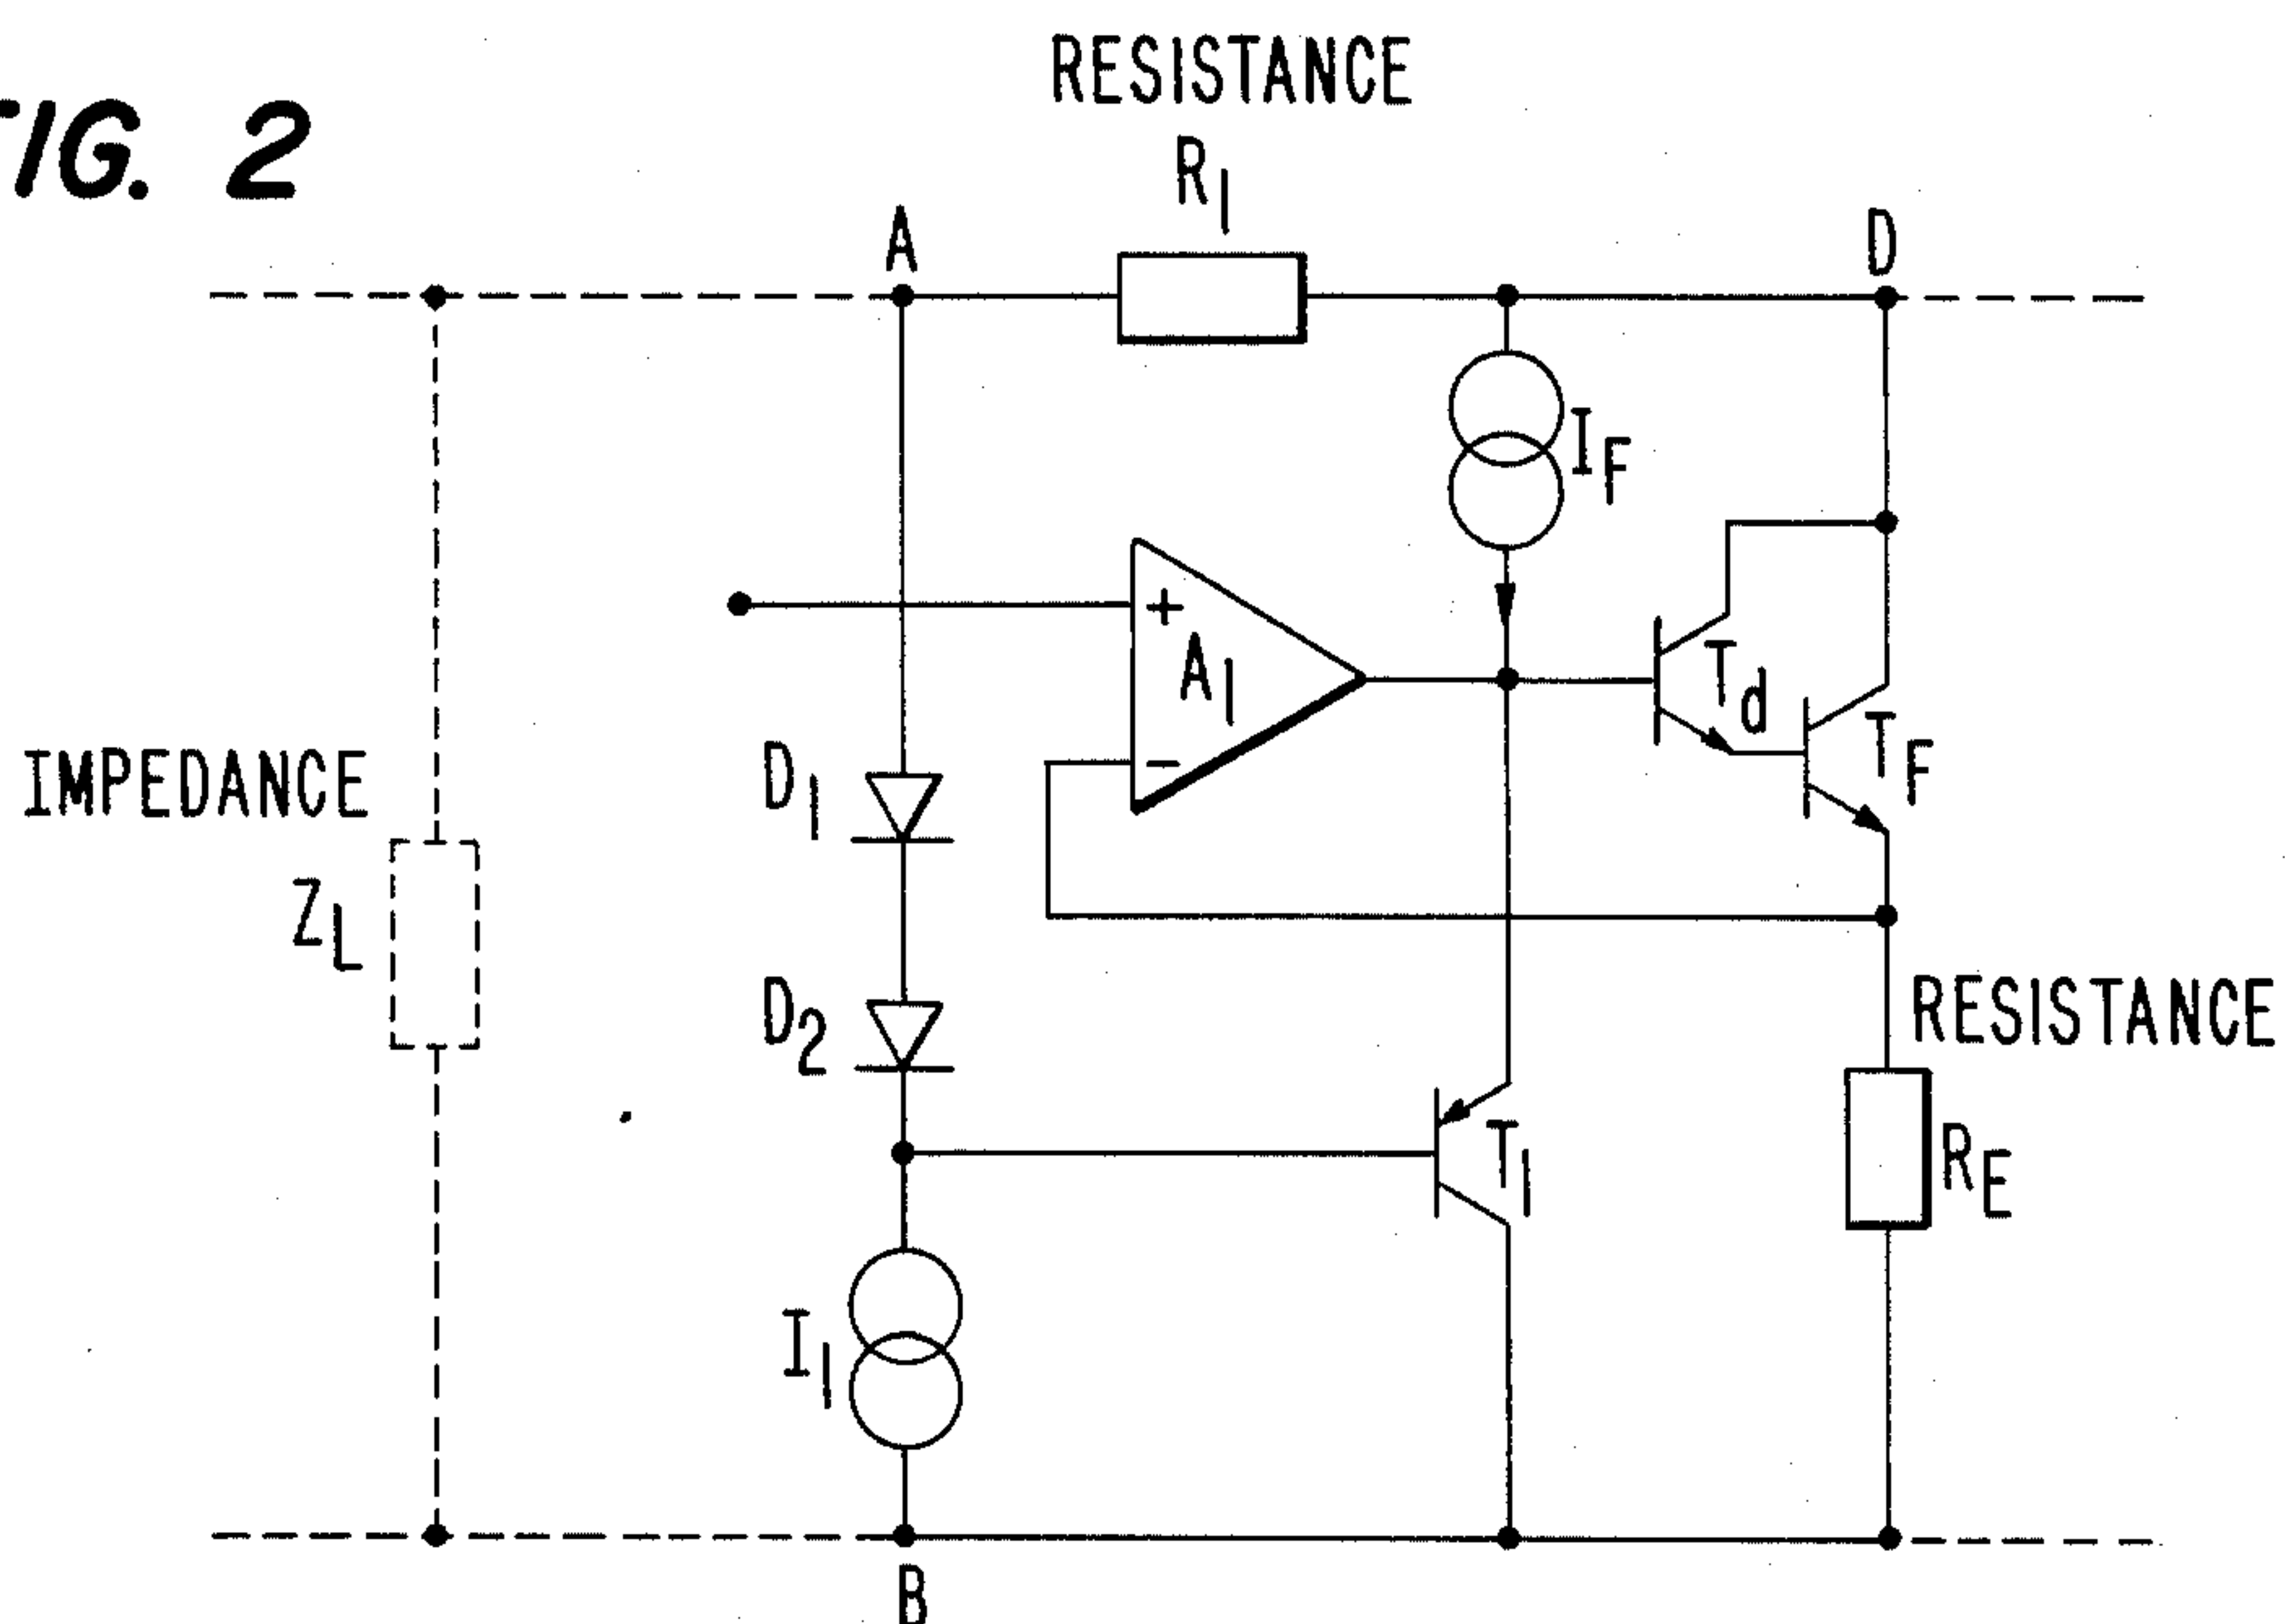 FIG. 2
RESISTANCE
R1
A
D
IF
+
A1
−
Td
TF
D1
IMPEDANCE
ZL
D2
RESISTANCE
RE
T1
I1
B